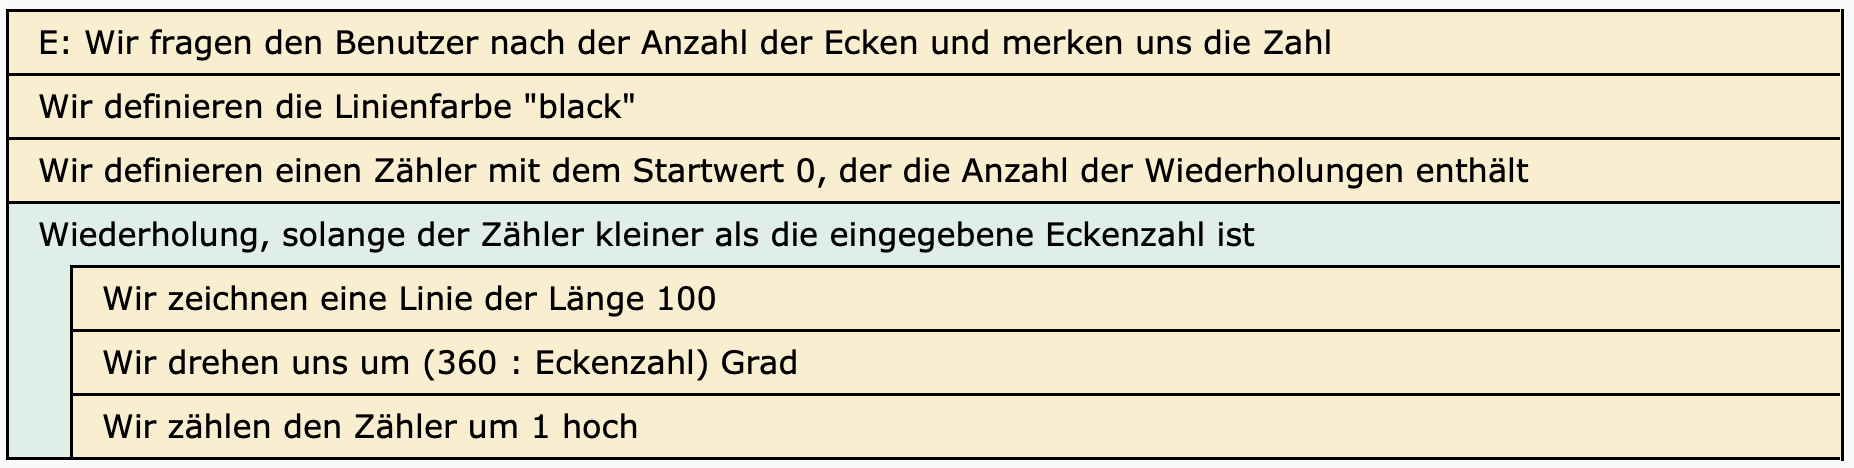 E: Wir fragen den Benutzer nach der Anzahl der Ecken und merken uns die Zahl
Wir definieren die Linienfarbe "black"
Wir definieren einen Zähler mit dem Startwert 0, der die Anzahl der Wiederholungen enthält
Wiederholung, solange der Zähler kleiner als die eingegebene Eckenzahl ist
Wir zeichnen eine Linie der Länge 100
Wir drehen uns um (360 : Eckenzahl) Grad
Wir zählen den Zähler um 1 hoch